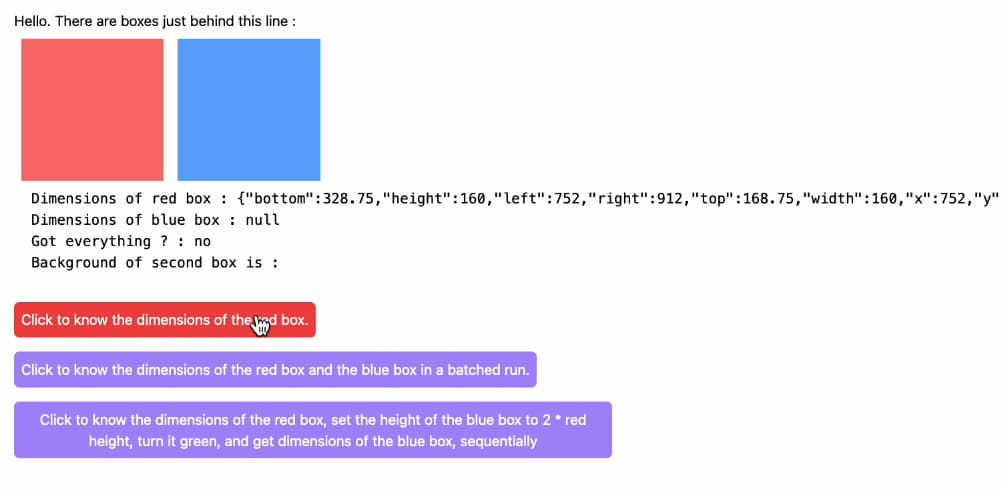 Hello. There are boxes just behind this line :
Dimensions of red box : {"bottom":328.75,"height":160,"left":752,"right":912,"top":168.75,"width":160,"x":752,"y"
Dimensions of blue box : null
Got everything ? : no
Background of second box is :
Click to know the dimensions of the red box.
Click to know the dimensions of the red box and the blue box in a batched run.
Click to know the dimensions of the red box, set the height of the blue box to 2 * red
height, turn it green, and get dimensions of the blue box, sequentially